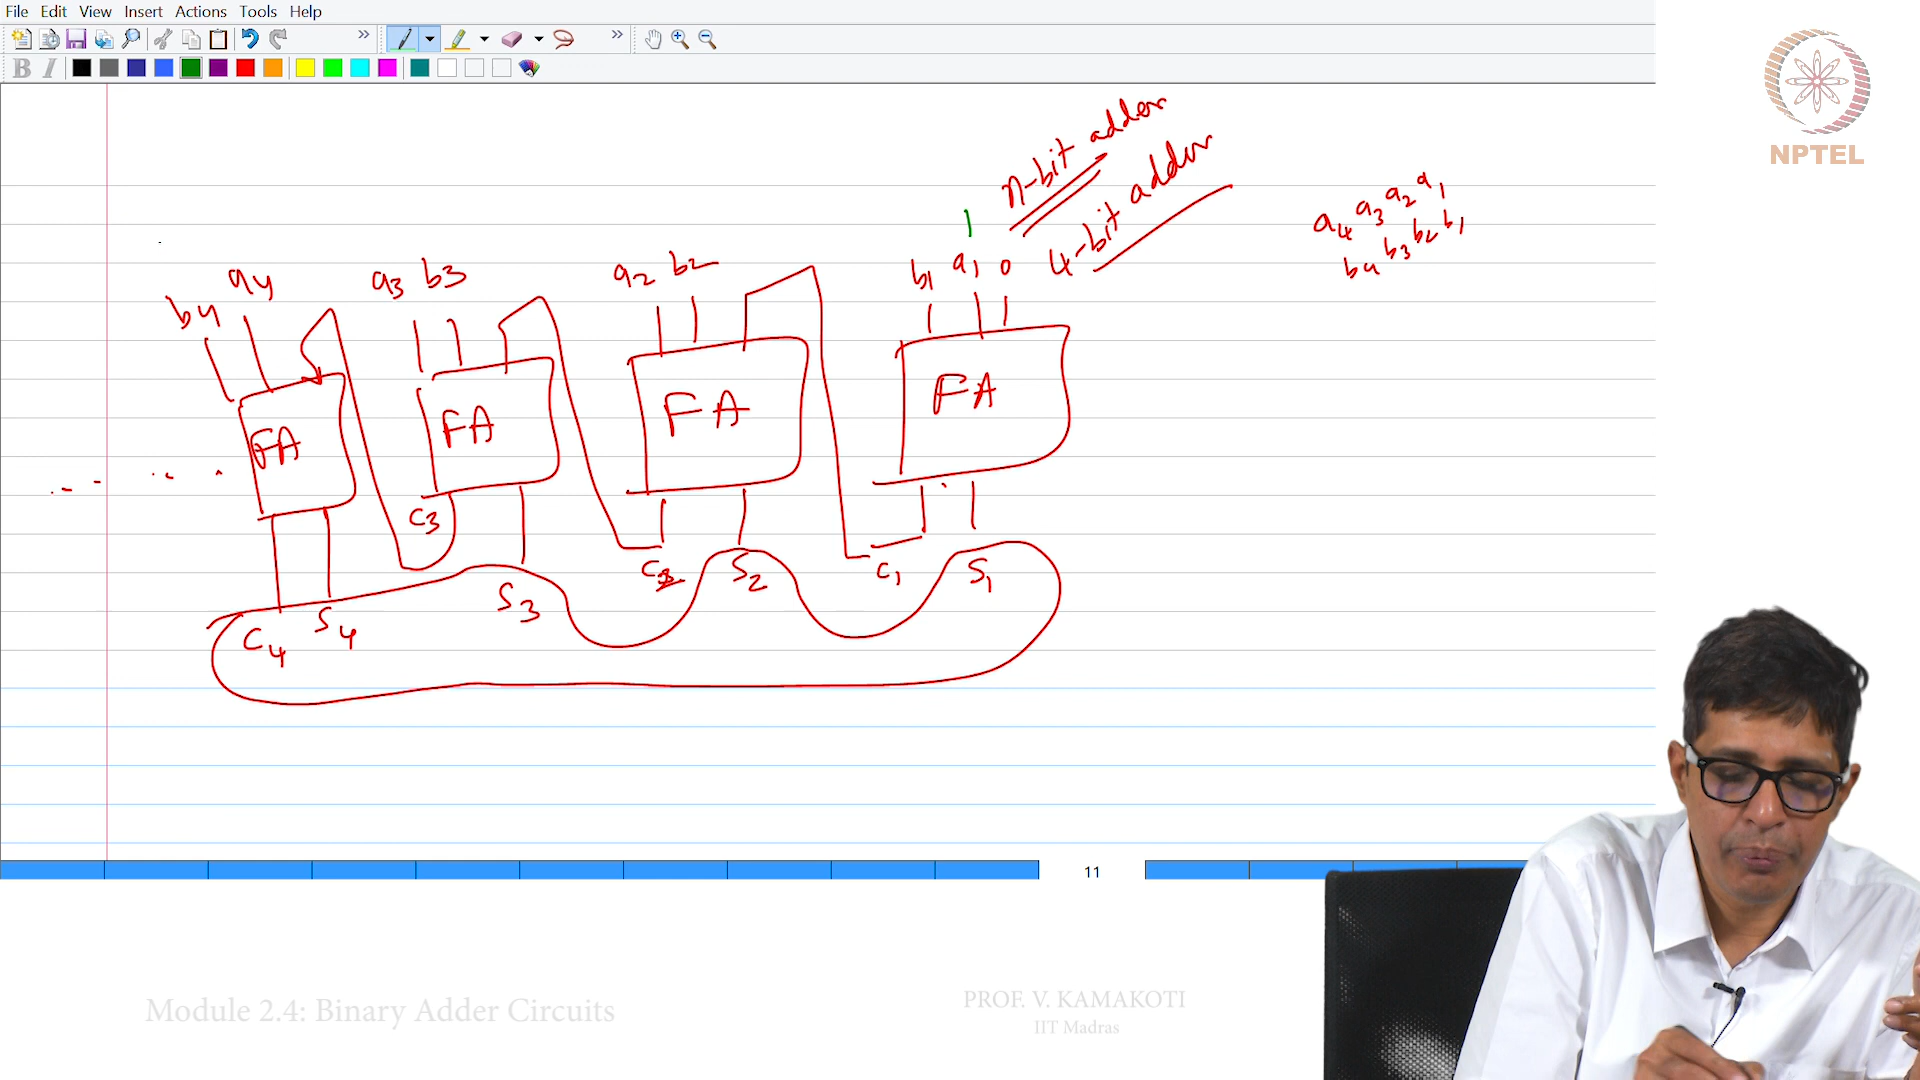 File Edit View Insert Actions Tools Help
B I
NPTEL
n-bit adder
4-bit adder
1
a4 a3 a2 a1
b4 b3 b2 b1
b4 a4 a3 b3 a2 b2 b1 a1 0
FA FA FA FA
C3
C2 S2 C1 S1
S3
C4 S4
11
Module 2.4: Binary Adder Circuits
PROF. V. KAMAKOTI
IIT Madras